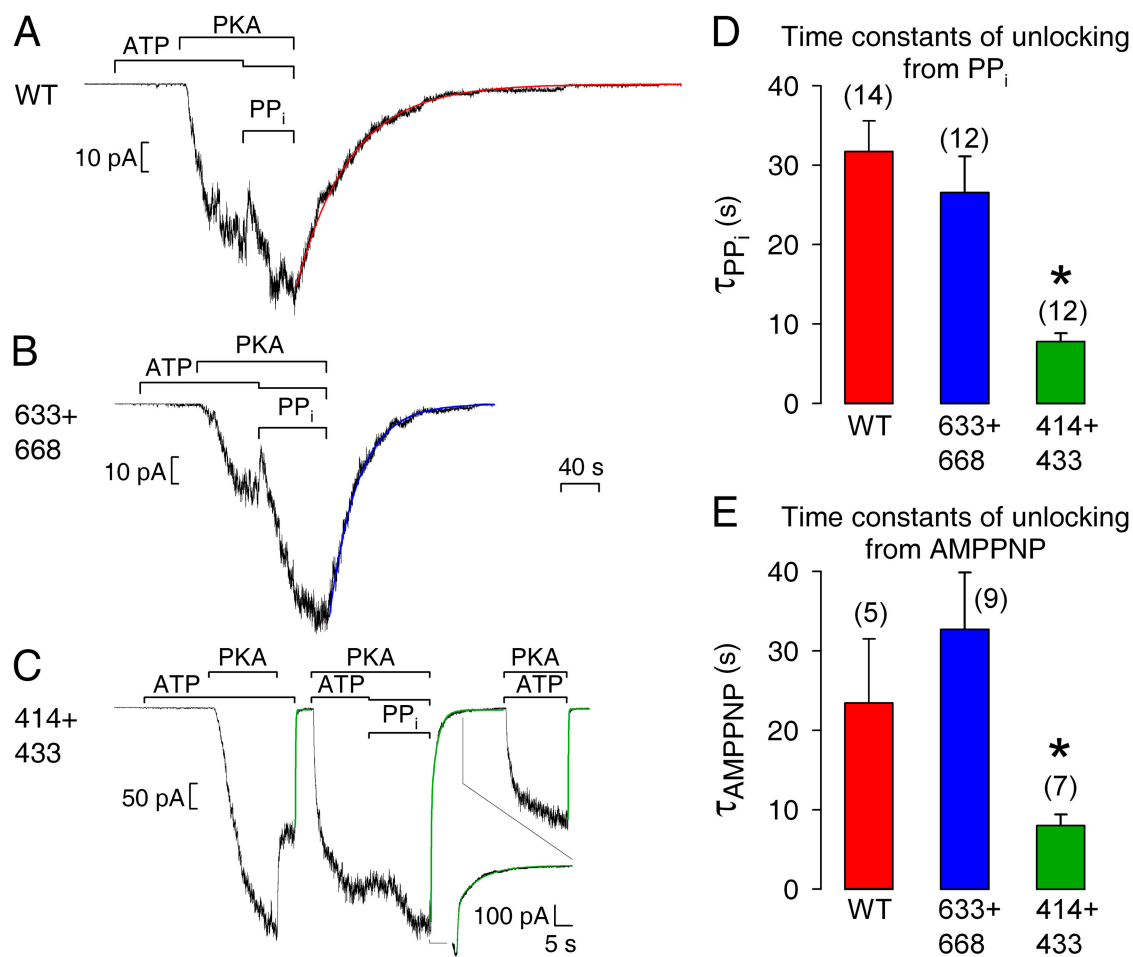 A
PKA
ATP
WT
PPi
10 pA
B
PKA
ATP
633+
668
PPi
10 pA
40 s
C
PKA
PKA
PKA
ATP
ATP
ATP
414+
433
PPi
50 pA
100 pA
5 s
D
Time constants of unlocking
from PPi
τPPi (s)
40
30
20
10
0
(14)
(12)
*
(12)
WT
633+
668
414+
433
E
Time constants of unlocking
from AMPPNP
τAMPPNP (s)
40
30
20
10
0
(5)
(9)
*
(7)
WT
633+
668
414+
433